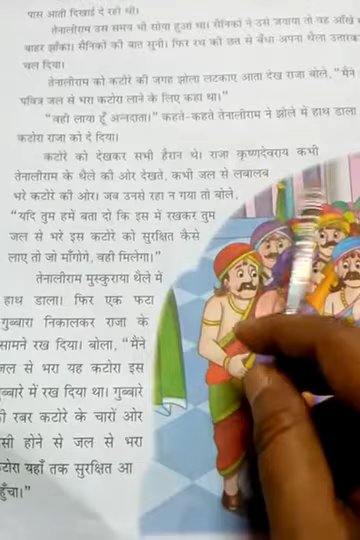 पास आती दिखाई दे रही थी।
तेनालीराम उस समय भी सोया हुआ था। सैनिकों ने उसे जगाया तो वह आँखें
बाहर झाँका। सैनिकों की बात सुनी। फिर रथ की छत से बँधा अपना थैला उतारकर
चल दिया।
तेनालीराम को कटोरे की जगह झोला लटकाए आता देख राजा बोले, "मैंने
पवित्र जल से भरा कटोरा लाने के लिए कहा था।"
"वही लाया हूँ अन्नदाता।" कहते-कहते तेनालीराम ने झोले में हाथ डाला
कटोरा राजा को दे दिया।
कटोरे को देखकर सभी हैरान थे। राजा कृष्णदेवराय कभी
तेनालीराम के थैले की ओर देखते, कभी जल से लबालब
भरे कटोरे की ओर। जब उनसे रहा न गया तो बोले,
"यदि तुम हमें बता दो कि इस में रखकर तुम
जल से भरे इस कटोरे को सुरक्षित कैसे
लाए तो जो माँगोगे, वही मिलेगा।"
तेनालीराम मुस्कुराया थैले में
हाथ डाला। फिर एक फटा
गुब्बारा निकालकर राजा के
सामने रख दिया। बोला, "मैंने
जल से भरा यह कटोरा इस
गुब्बारे में रख दिया था। गुब्बारे
की रबर कटोरे के चारों ओर
कसी होने से जल से भरा
कटोरा यहाँ तक सुरक्षित आ
पहुँचा।"